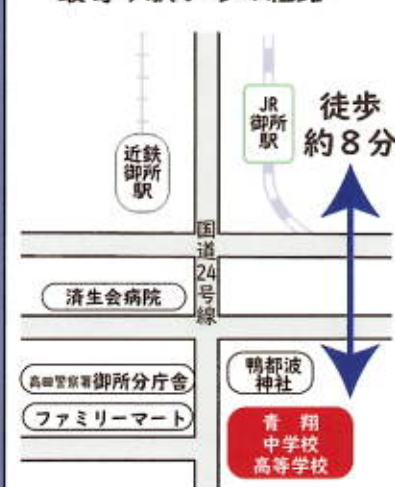 JR
御所
駅
徒歩
約8分
近鉄
御所
駅
国道24号線
済生会病院
高田警察署御所分庁舎
鴨都波
神社
ファミリーマート
青翔
中学校
高等学校